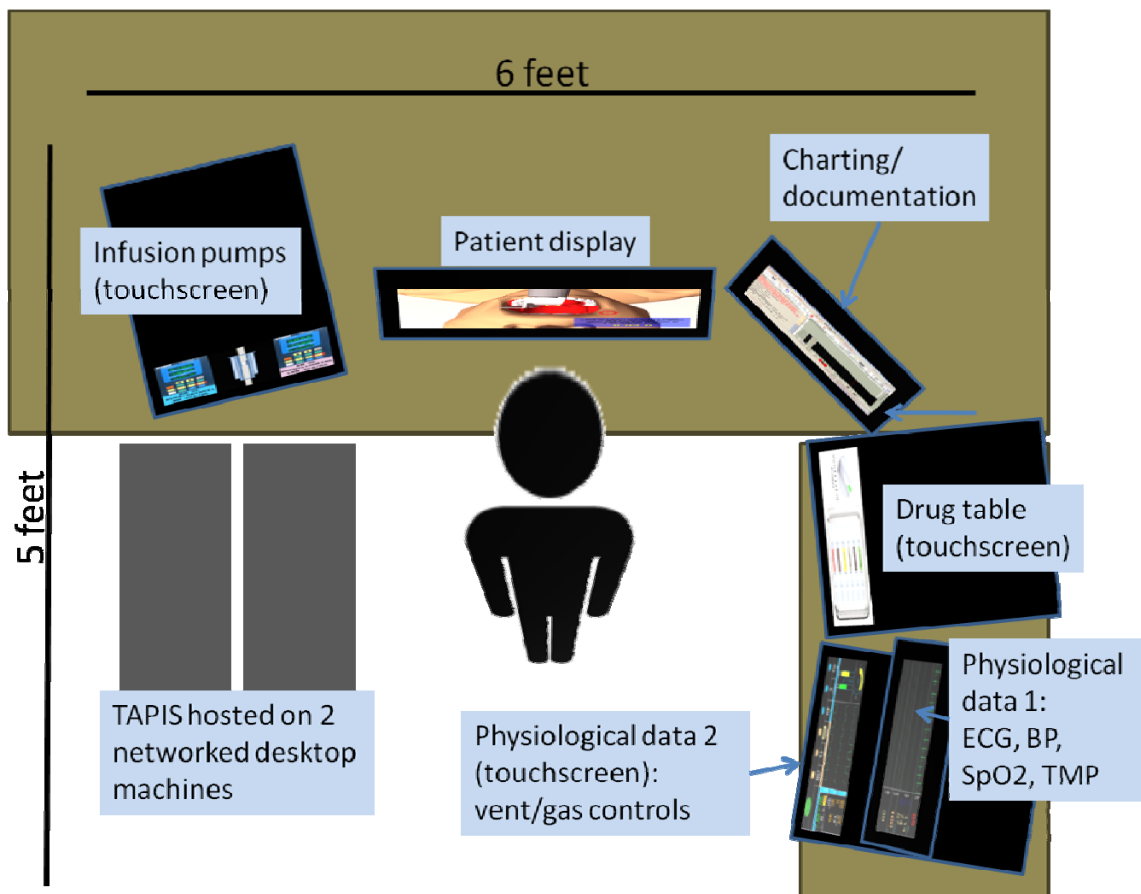 6 feet
5 feet
Charting/
documentation
Patient display
Infusion pumps
(touchscreen)
Drug table
(touchscreen)
Physiological
data 1:
ECG, BP,
SpO2, TMP
Physiological data 2
(touchscreen):
vent/gas controls
TAPIS hosted on 2
networked desktop
machines